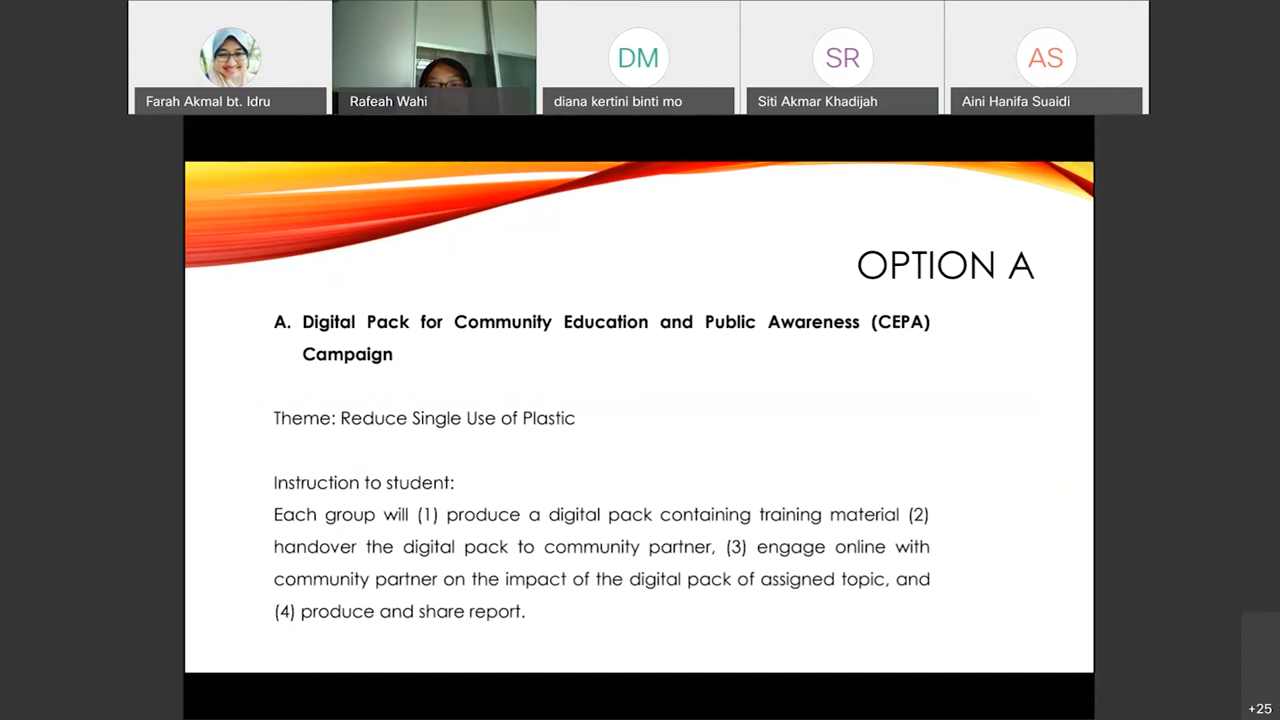 DM
SR
AS
Farah Akmal bt. Idru
Rafeah Wahi
diana kertini binti mo
Siti Akmar Khadijah
Aini Hanifa Suaidi
OPTION A
A. Digital Pack for Community Education and Public Awareness (CEPA)
Campaign
Theme: Reduce Single Use of Plastic
Instruction to student:
Each group will (1) produce a digital pack containing training material (2)
handover the digital pack to community partner, (3) engage online with
community partner on the impact of the digital pack of assigned topic, and
(4) produce and share report.
+25